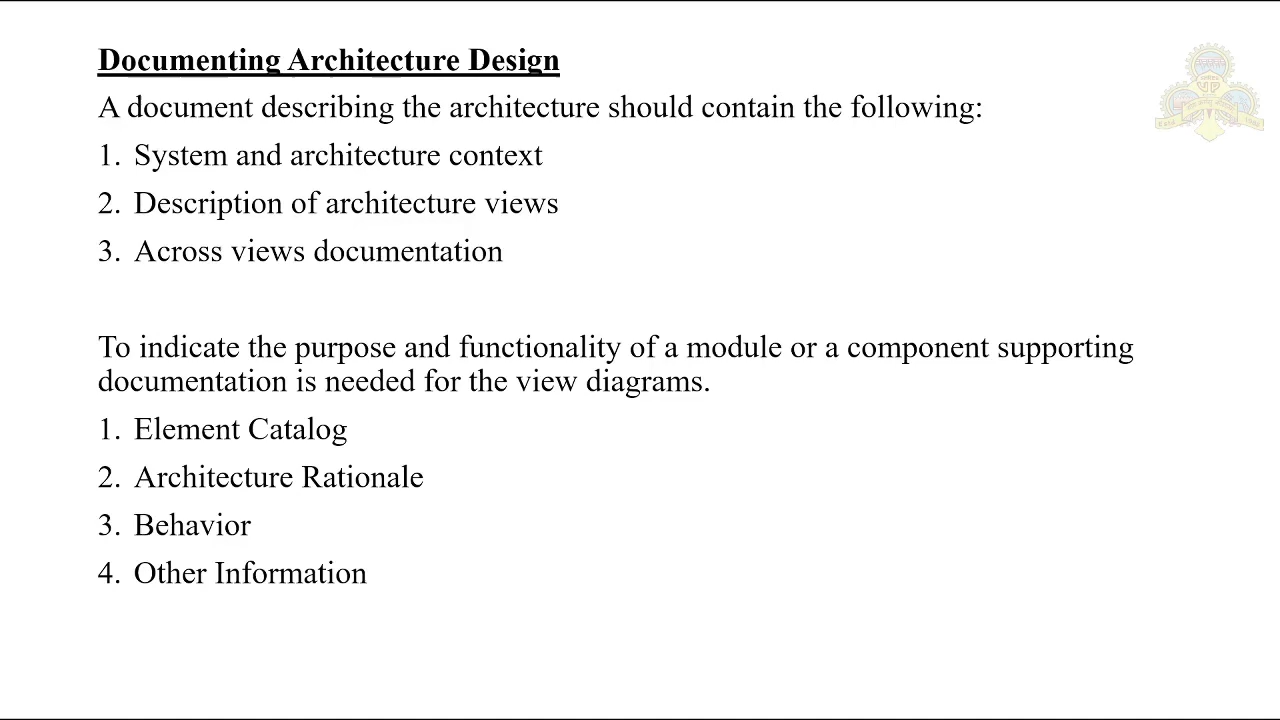 Documenting Architecture Design
A document describing the architecture should contain the following:
1. System and architecture context
2. Description of architecture views
3. Across views documentation
To indicate the purpose and functionality of a module or a component supporting
documentation is needed for the view diagrams.
1. Element Catalog
2. Architecture Rationale
3. Behavior
4. Other Information